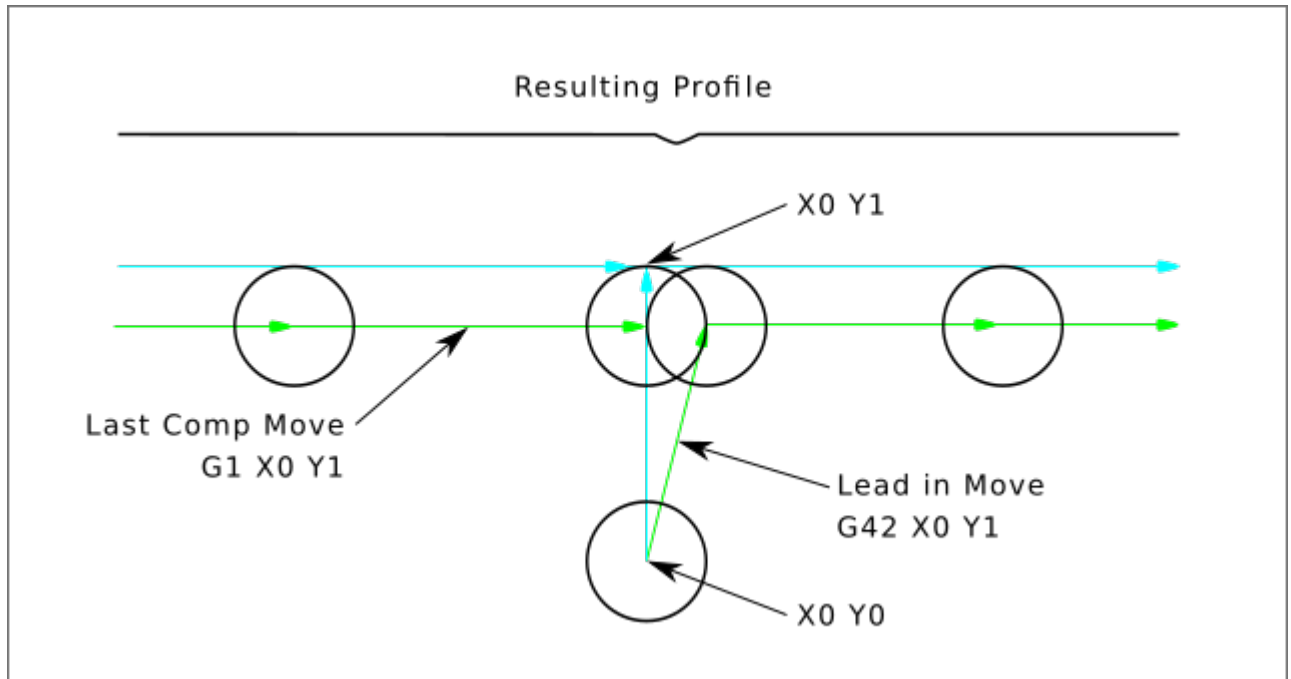 Resulting Profile
X0 Y1
Last Comp Move
G1 X0 Y1
Lead in Move
G42 X0 Y1
X0 Y0